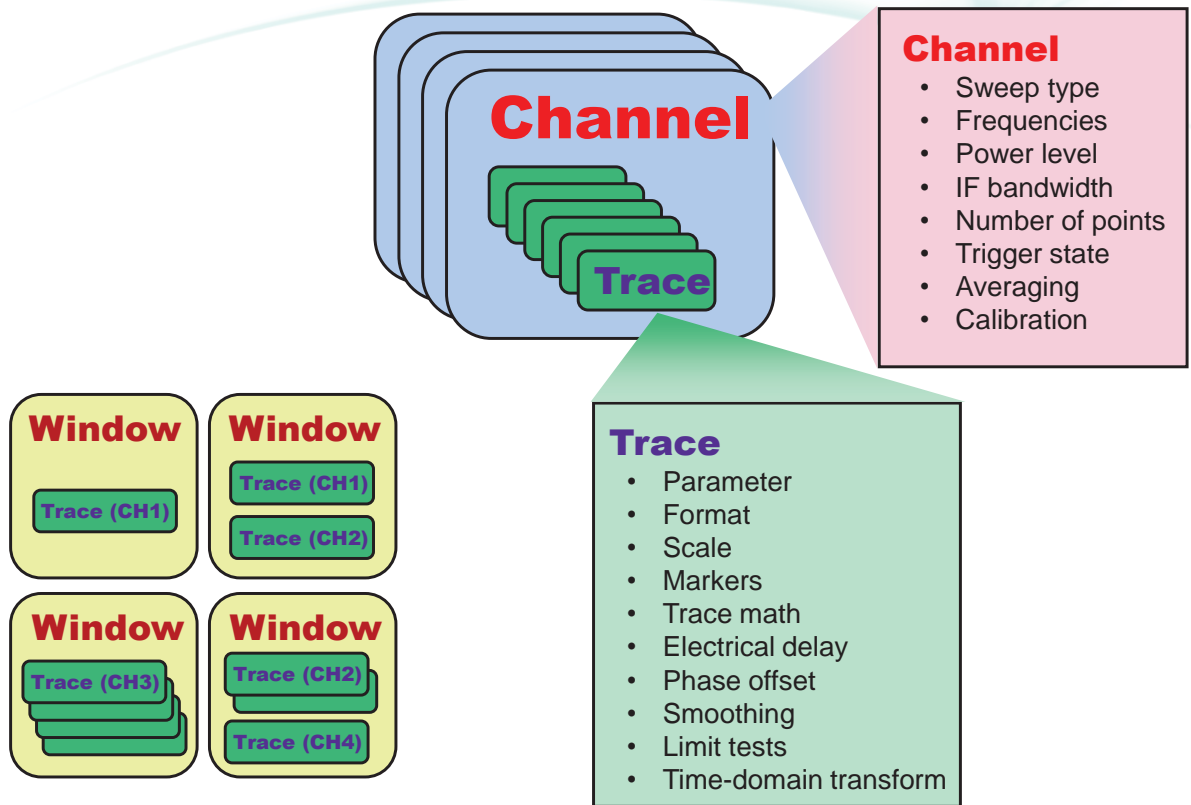 Channel
Trace
Channel
• Sweep type
• Frequencies
• Power level
• IF bandwidth
• Number of points
• Trigger state
• Averaging
• Calibration
Window
Trace (CH1)
Window
Trace (CH1)
Trace (CH2)
Window
Trace (CH3)
Window
Trace (CH2)
Trace (CH4)
Trace
• Parameter
• Format
• Scale
• Markers
• Trace math
• Electrical delay
• Phase offset
• Smoothing
• Limit tests
• Time-domain transform